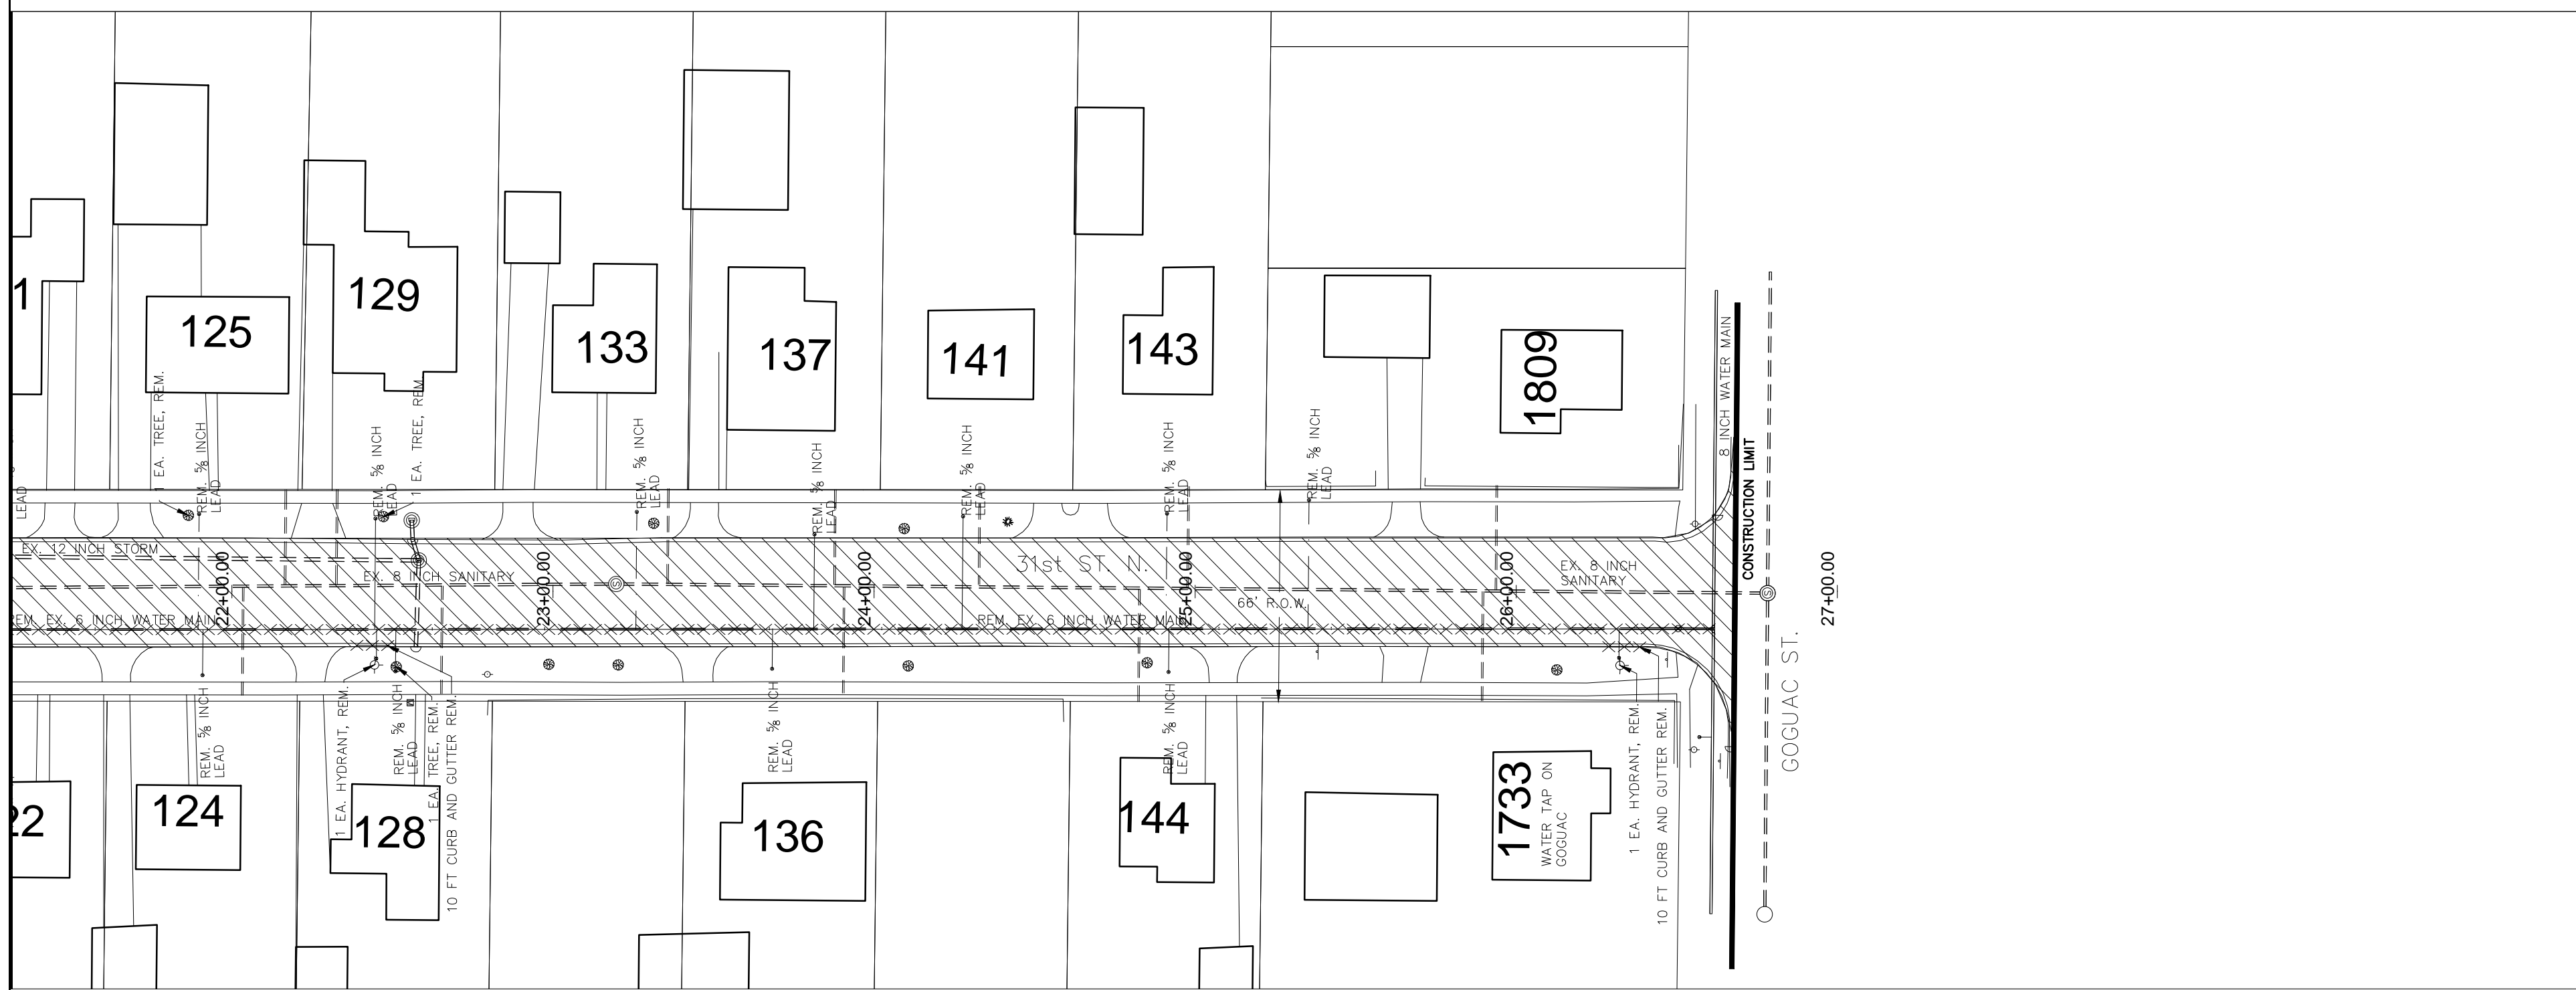 1
125
129
133
137
141
143
1809
1 EA. TREE, REM.
REM. ⅝ INCH
LEAD
REM. ⅝ INCH
LEAD
1 EA. TREE, REM.
REM. ⅝ INCH
LEAD
REM. ⅝ INCH
LEAD
REM. ⅝ INCH
LEAD
REM. ⅝ INCH
LEAD
REM. ⅝ INCH
LEAD
LEAD
8 INCH WATER MAIN
CONSTRUCTION LIMIT
EX. 12 INCH STORM
EX. 8 INCH SANITARY
31st ST. N.
EX. 8 INCH
SANITARY
22+00.00
23+00.00
24+00.00
25+00.00
26+00.00
27+00.00
66' R.O.W.
REM. EX. 6 INCH WATER MAIN
REM. EX. 6 INCH WATER MAIN
S
S
GOGUAC ST.
REM. ⅝ INCH
LEAD
1 EA. HYDRANT, REM.
REM. ⅝ INCH
LEAD
1 EA. TREE, REM.
10 FT CURB AND GUTTER REM.
REM. ⅝ INCH
LEAD
REM. ⅝ INCH
LEAD
1 EA. HYDRANT, REM.
10 FT CURB AND GUTTER REM.
22
124
128
136
144
1733
WATER TAP ON
GOGUAC